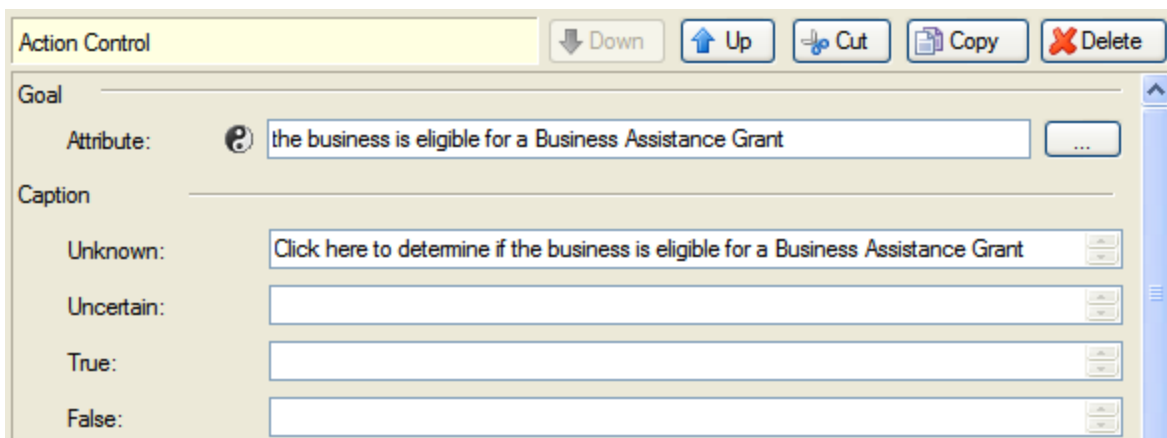 Action Control Down Up Cut Copy Delete
Goal
Attribute: the business is eligible for a Business Assistance Grant ...
Caption
Unknown: Click here to determine if the business is eligible for a Business Assistance Grant
Uncertain:
True:
False: